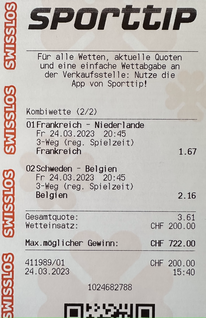 sporttip
Für alle Wetten, aktuelle Quoten
und eine einfache Wettabgabe an
der Verkaufsstelle: Nutze die
App von Sporttip!
Kombiwette (2/2)
01 Frankreich - Niederlande
Fr 24.03.2023 20:45
3-Weg (reg. Spielzeit)
Frankreich 1.67
02 Schweden - Belgien
Fr 24.03.2023 20:45
3-Weg (reg. Spielzeit)
Belgien 2.16
Gesamtquote: 3.61
Wetteinsatz: CHF 200.00
Max.möglicher Gewinn: CHF 722.00
411989/01 CHF 200.00
24.03.2023 15:40
1024682788
SWISSLOS
SWISSLOS
SWISSLOS
SWISSLOS
SWISSLOS